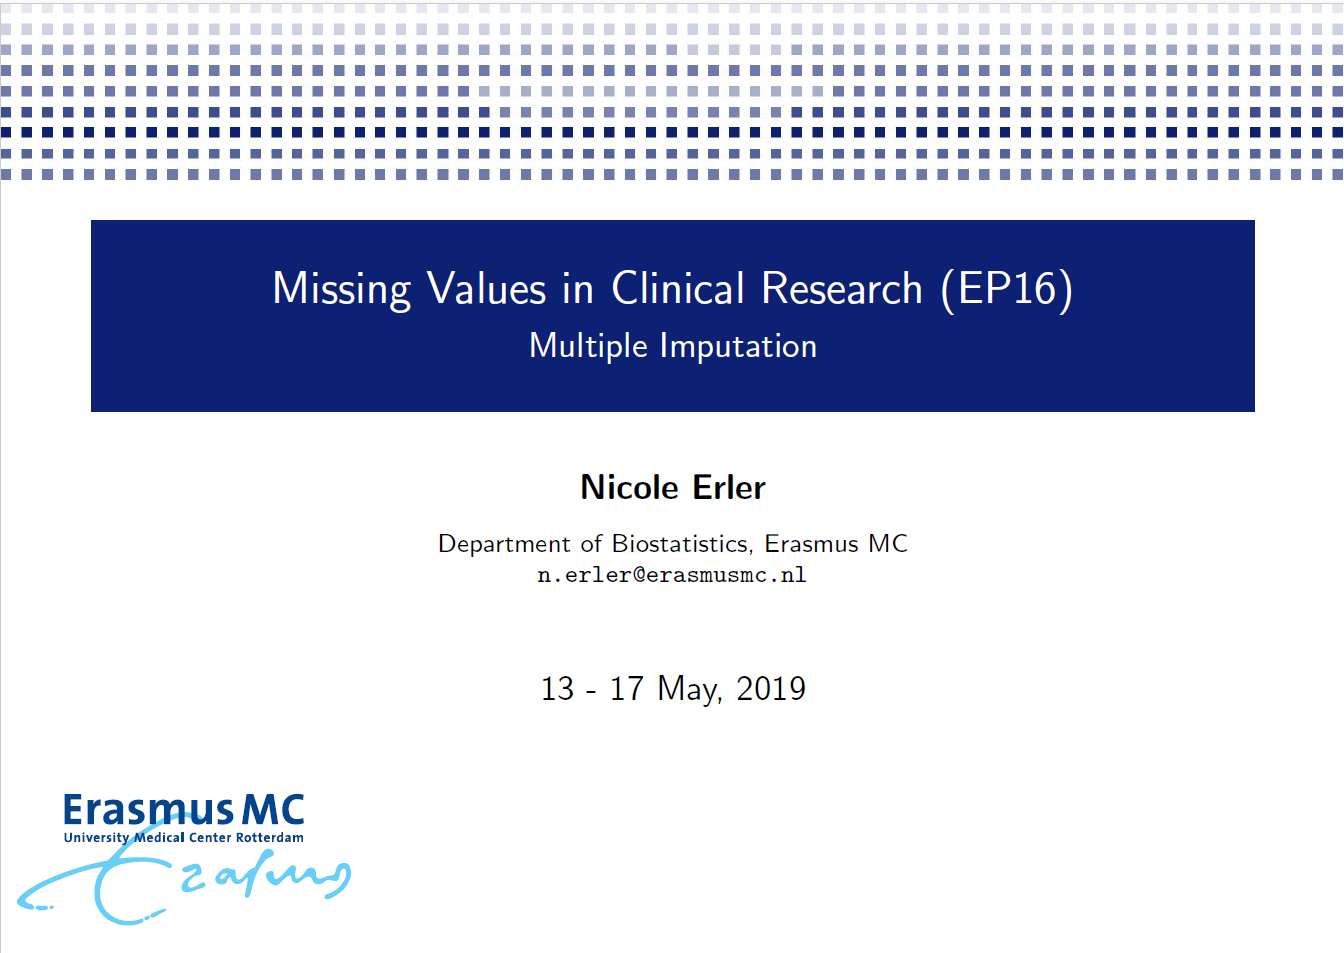 Missing Values in Clinical Research (EP16)
Multiple Imputation
Nicole Erler
Department of Biostatistics, Erasmus MC
n.erler@erasmusmc.nl
13 - 17 May, 2019
Erasmus MC
University Medical Center Rotterdam
Erasmus